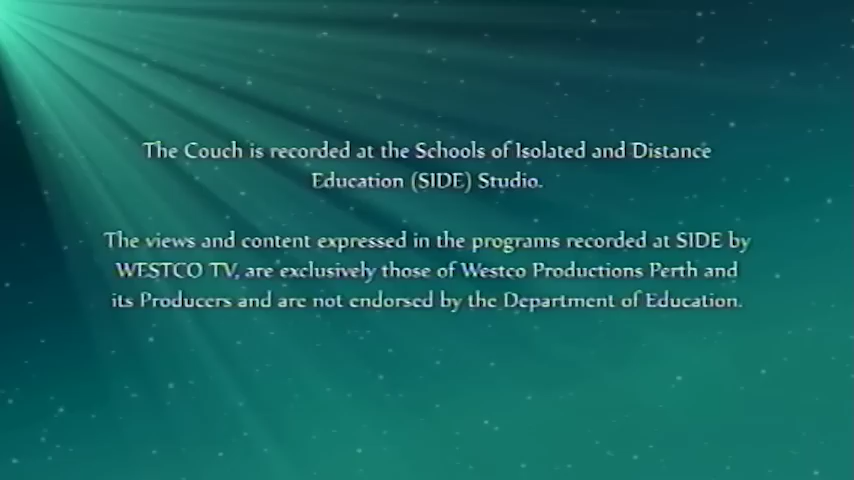 The Couch is recorded at the Schools of Isolated and Distance
Education (SIDE) Studio.
The views and content expressed in the programs recorded at SIDE by
WESTCO TV, are exclusively those of Westco Productions Perth and
its Producers and are not endorsed by the Department of Education.